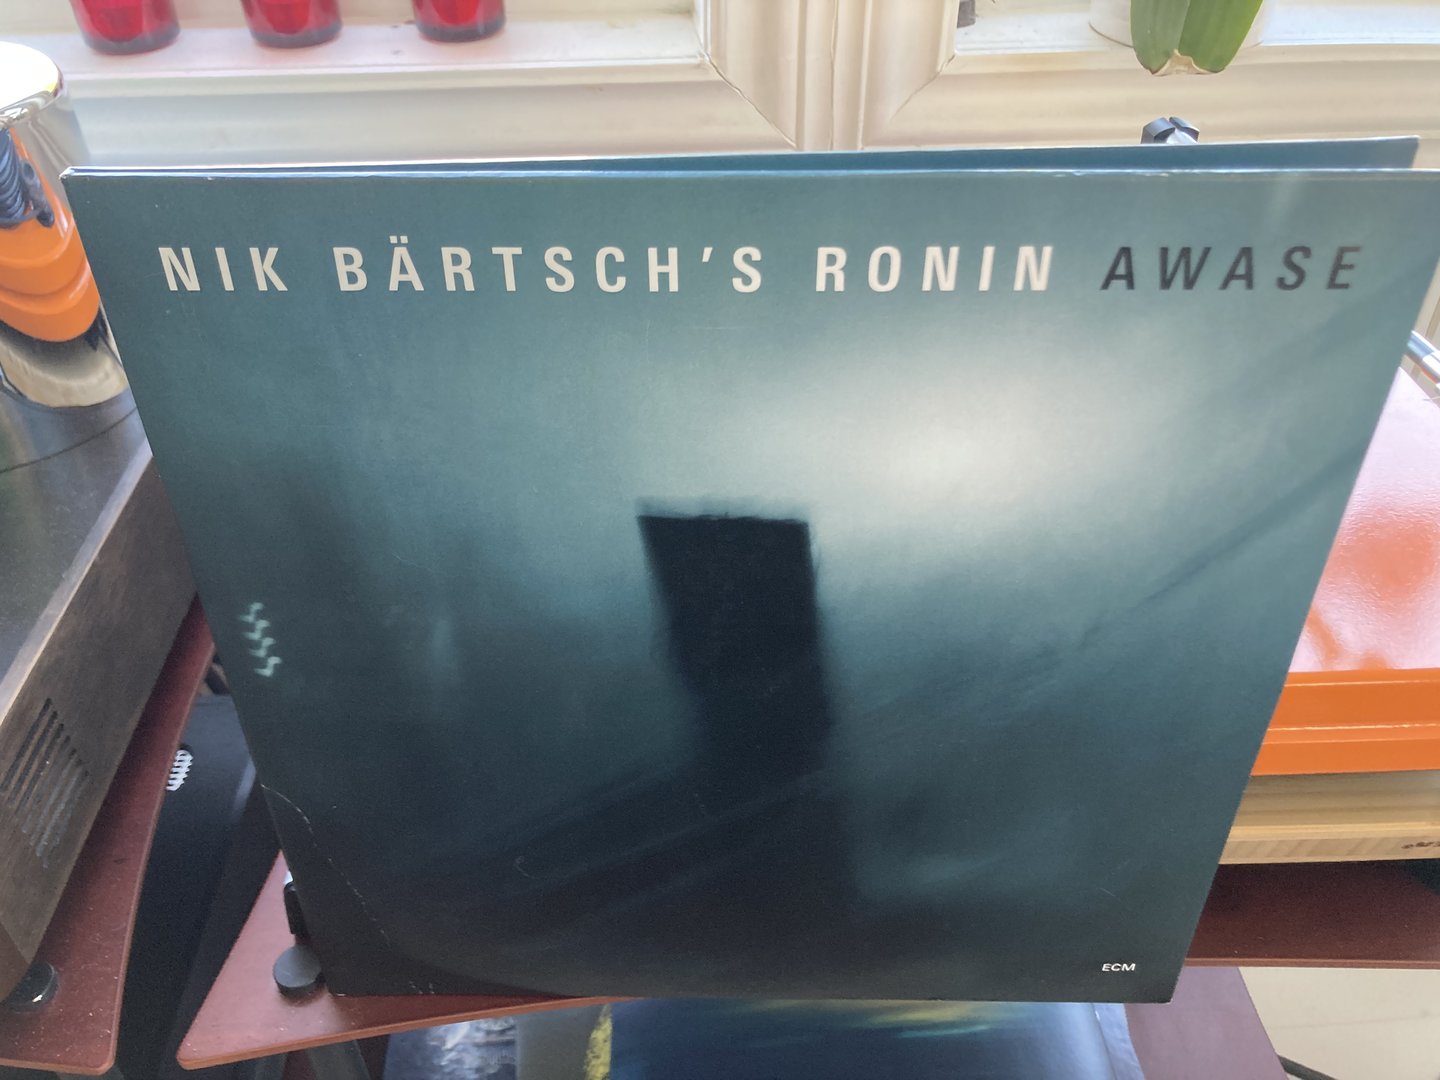 NIK BÄRTSCH'S RONIN AWASE
ECM